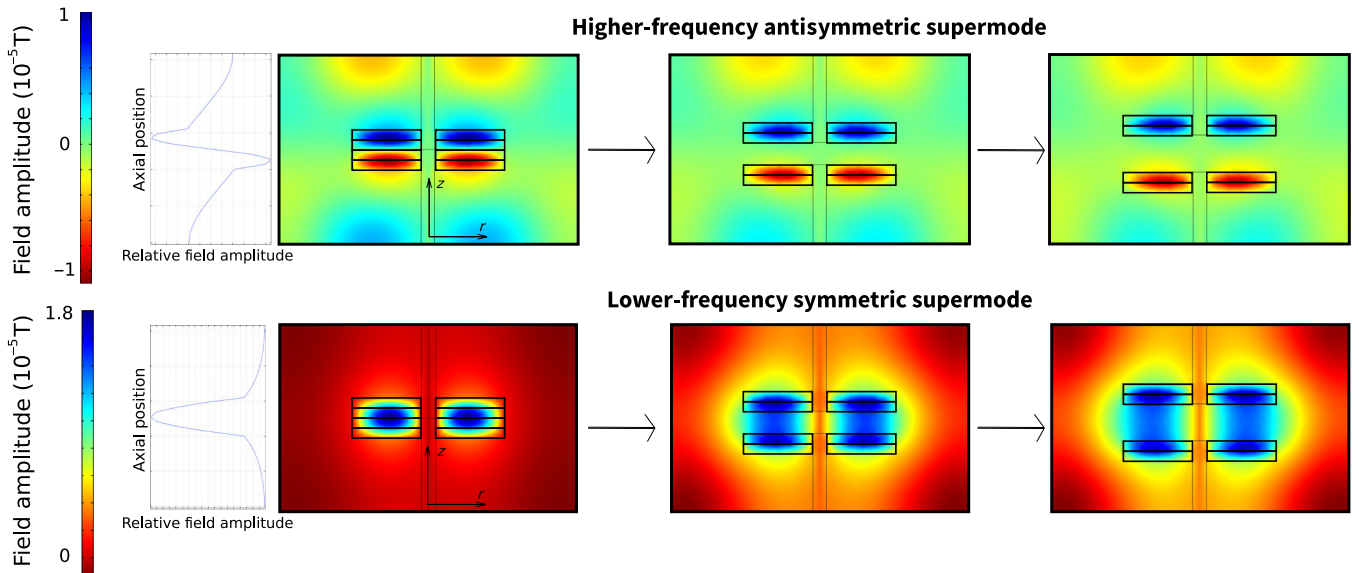 Higher-frequency antisymmetric supermode
1
0
−1
Field amplitude (10⁻⁵T)
Axial position
Relative field amplitude
z
r
Lower-frequency symmetric supermode
1.8
0
Field amplitude (10⁻⁵T)
Axial position
Relative field amplitude
z
r